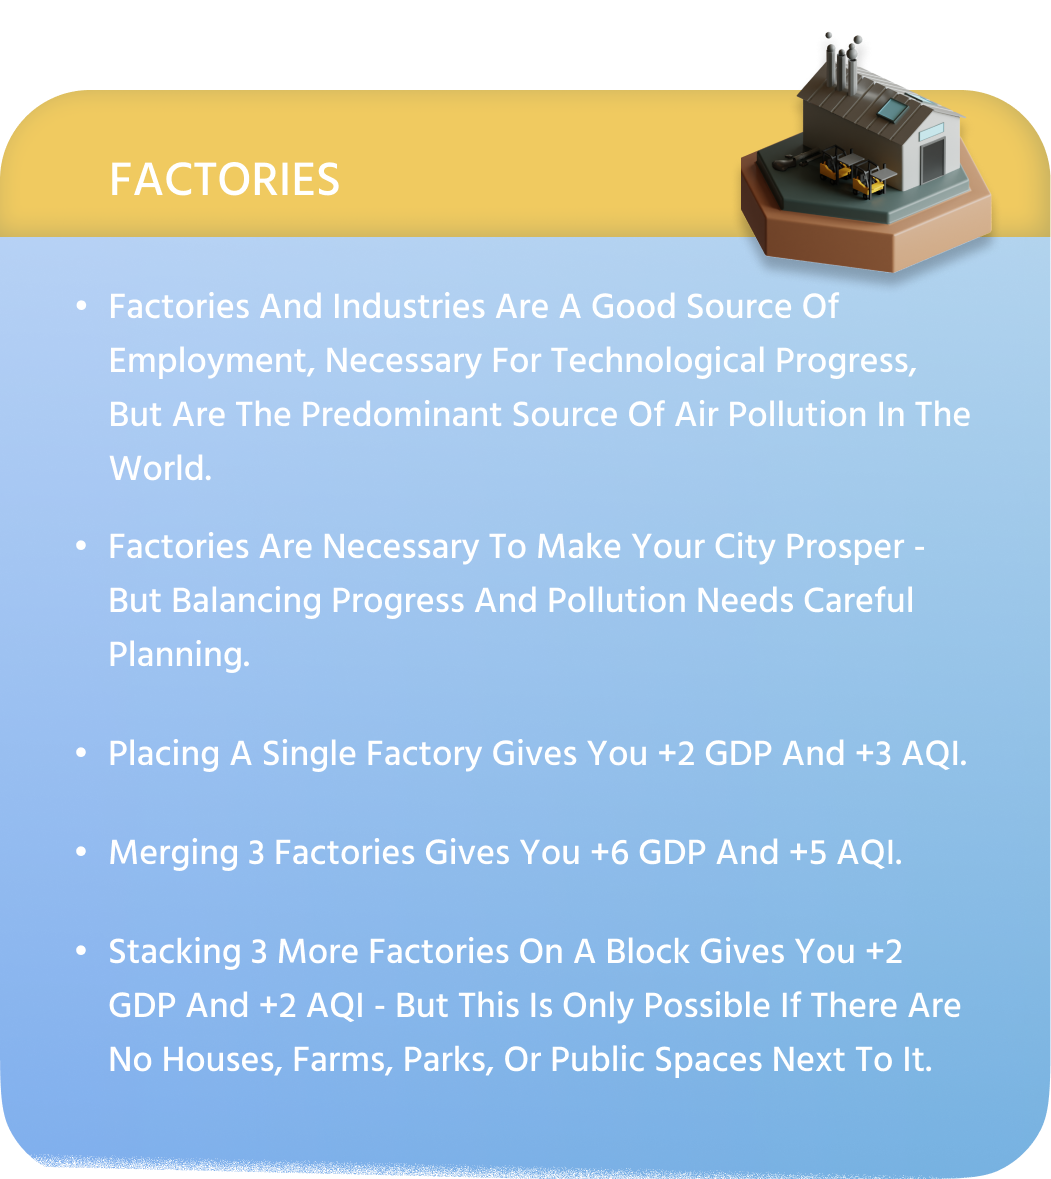 FACTORIES
• Factories And Industries Are A Good Source Of
Employment, Necessary For Technological Progress,
But Are The Predominant Source Of Air Pollution In The
World.
• Factories Are Necessary To Make Your City Prosper -
But Balancing Progress And Pollution Needs Careful
Planning.
• Placing A Single Factory Gives You +2 GDP And +3 AQI.
• Merging 3 Factories Gives You +6 GDP And +5 AQI.
• Stacking 3 More Factories On A Block Gives You +2
GDP And +2 AQI - But This Is Only Possible If There Are
No Houses, Farms, Parks, Or Public Spaces Next To It.